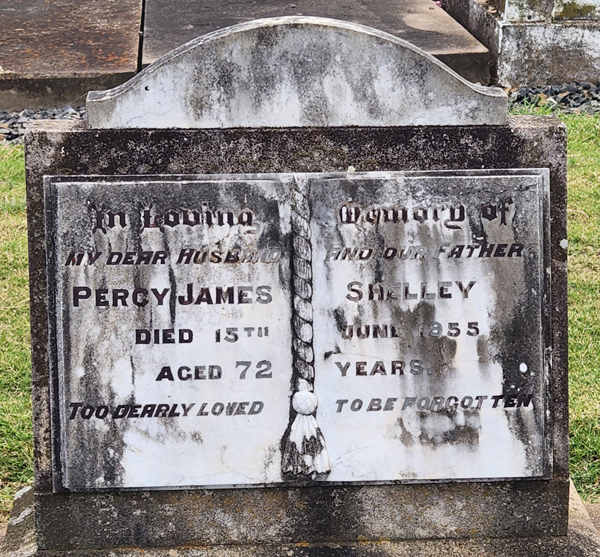 In Loving Memory of
MY DEAR HUSBAND AND OUR FATHER
PERCY JAMES SHELLEY
DIED 15TH JUNE 1955
AGED 72 YEARS.
TOO DEARLY LOVED TO BE FORGOTTEN